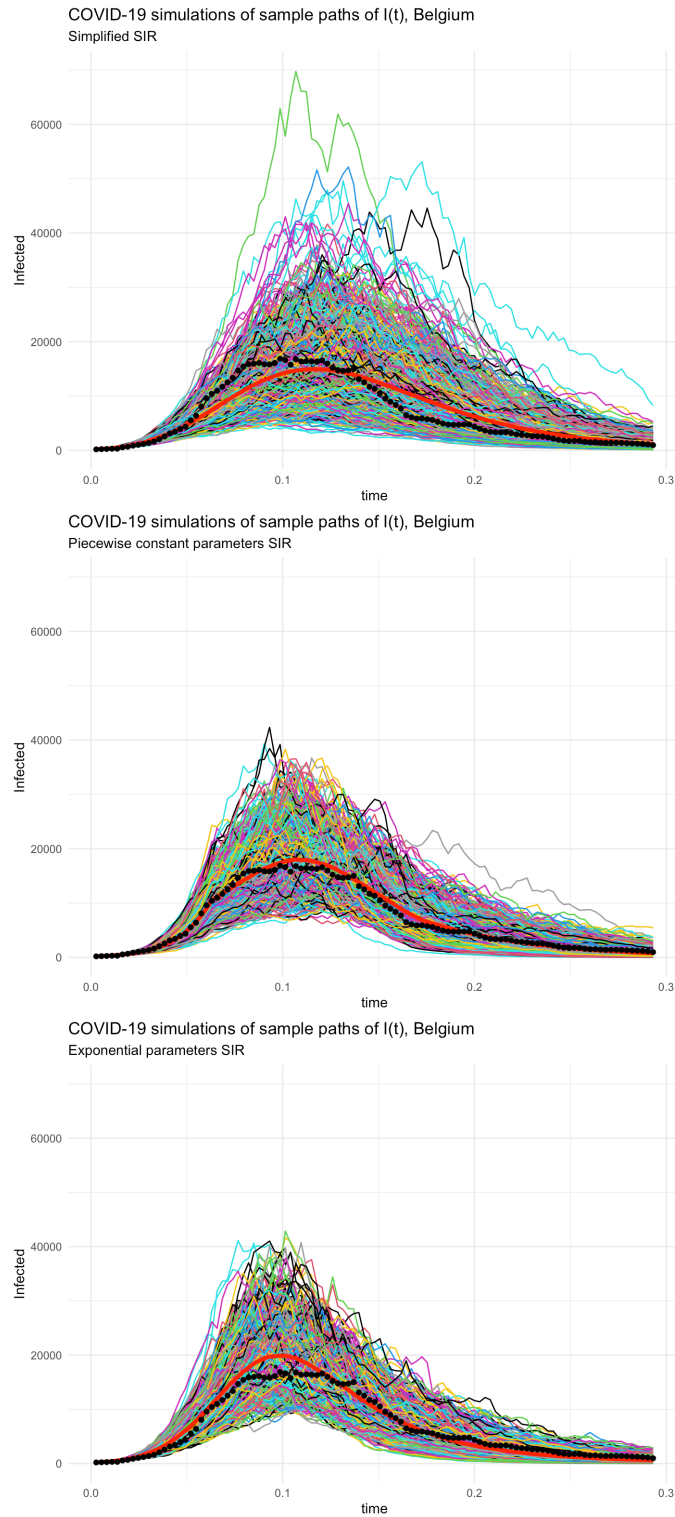 COVID-19 simulations of sample paths of I(t), Belgium
Simplified SIR
60000
40000
20000
0
Infected
0.0 0.1 0.2 0.3
time
COVID-19 simulations of sample paths of I(t), Belgium
Piecewise constant parameters SIR
60000
40000
20000
0
Infected
0.0 0.1 0.2 0.3
time
COVID-19 simulations of sample paths of I(t), Belgium
Exponential parameters SIR
60000
40000
20000
0
Infected
0.0 0.1 0.2 0.3
time